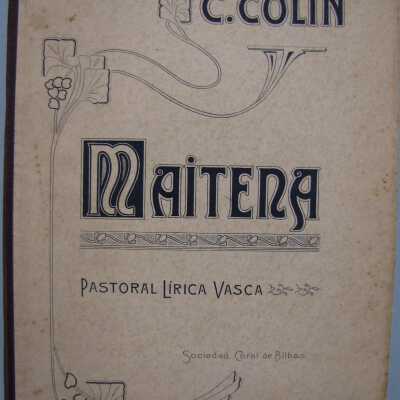 C. COLIN
MAITENA
PASTORAL LÍRICA VASCA
Sociedad Coral de Bilbao